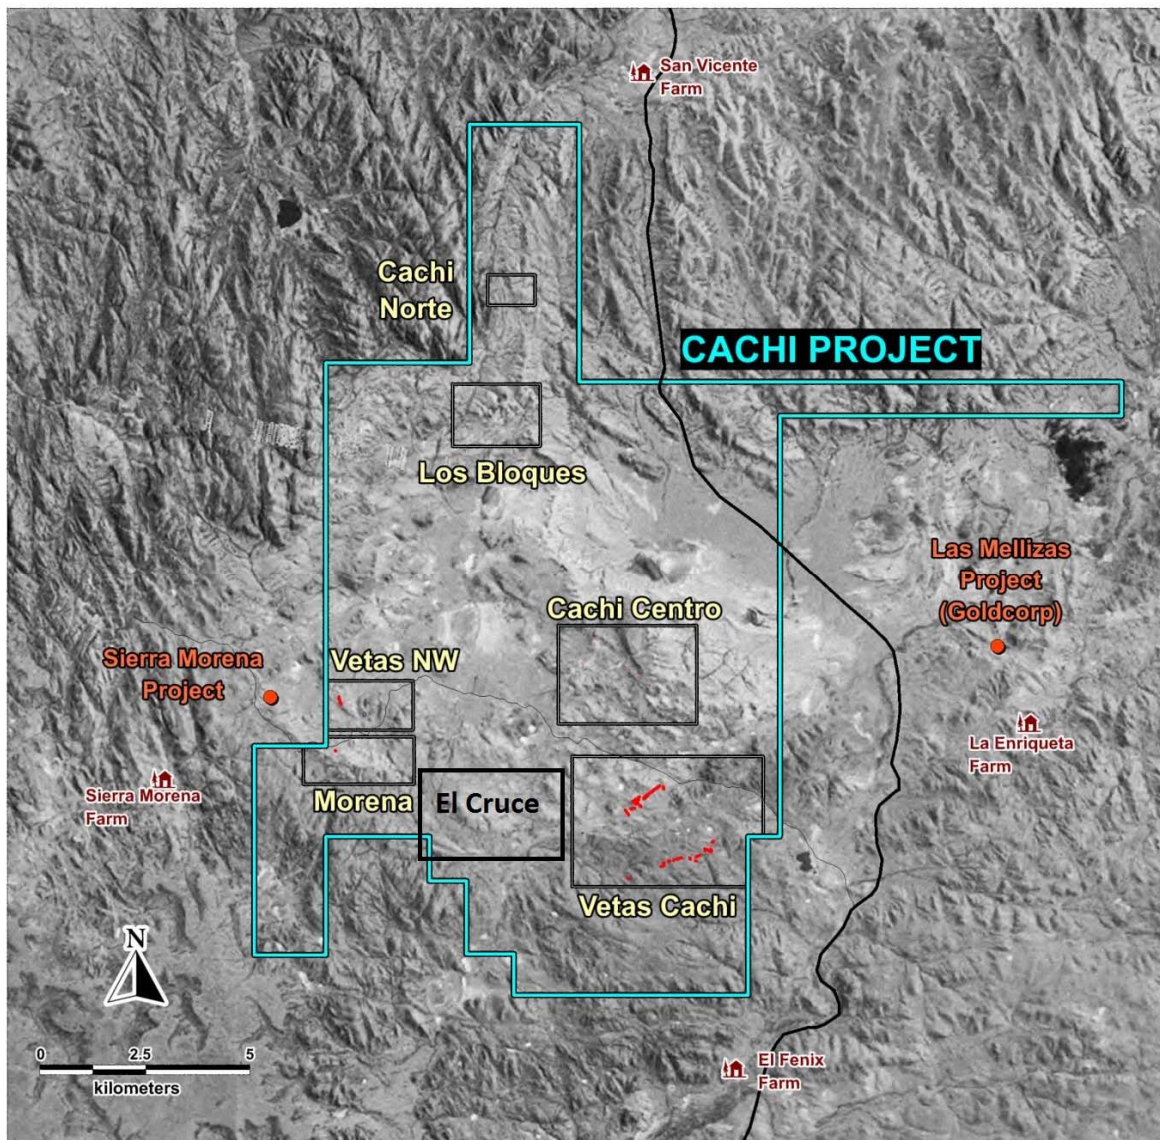 San Vicente
Farm
Cachi
Norte
CACHI PROJECT
Los Bloques
Las Mellizas
Project
(Goldcorp)
Cachi Centro
Sierra Morena
Project
Vetas NW
La Enriqueta
Farm
Sierra Morena
Farm
Morena
El Cruce
Vetas Cachi
N
0 2.5 5
kilometers
El Fenix
Farm